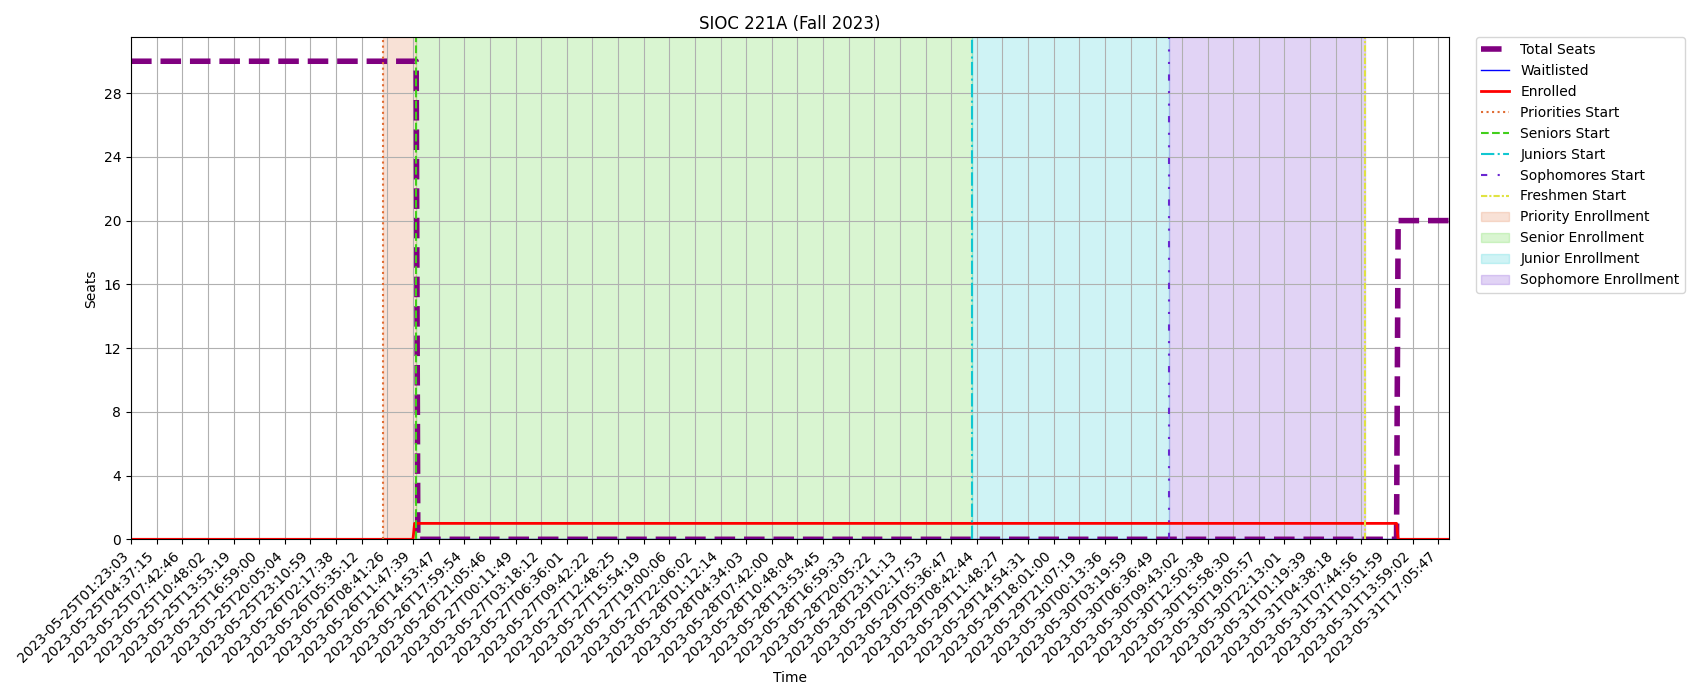 SIOC 221A (Fall 2023)
Seats
28
24
20
16
12
8
4
0
2023-05-25T01:23:03
2023-05-25T04:37:15
2023-05-25T07:42:46
2023-05-25T10:48:02
2023-05-25T13:53:19
2023-05-25T16:59:00
2023-05-25T20:05:04
2023-05-25T23:10:59
2023-05-26T02:17:38
2023-05-26T05:35:12
2023-05-26T08:41:26
2023-05-26T11:47:39
2023-05-26T14:53:47
2023-05-26T17:59:54
2023-05-26T21:05:46
2023-05-27T00:11:49
2023-05-27T03:18:12
2023-05-27T06:36:01
2023-05-27T09:42:22
2023-05-27T12:48:25
2023-05-27T15:54:19
2023-05-27T19:00:06
2023-05-27T22:06:02
2023-05-28T01:12:14
2023-05-28T04:34:03
2023-05-28T07:42:00
2023-05-28T10:48:04
2023-05-28T13:53:45
2023-05-28T16:59:33
2023-05-28T20:05:22
2023-05-28T23:11:13
2023-05-29T02:17:53
2023-05-29T05:36:47
2023-05-29T08:42:44
2023-05-29T11:48:27
2023-05-29T14:54:31
2023-05-29T18:01:00
2023-05-29T21:07:19
2023-05-30T00:13:36
2023-05-30T03:19:59
2023-05-30T06:36:49
2023-05-30T09:43:02
2023-05-30T12:50:38
2023-05-30T15:58:30
2023-05-30T19:05:57
2023-05-30T22:13:01
2023-05-31T01:19:39
2023-05-31T04:38:18
2023-05-31T07:44:56
2023-05-31T10:51:59
2023-05-31T13:59:02
2023-05-31T17:05:47
Time
Total Seats
Waitlisted
Enrolled
Priorities Start
Seniors Start
Juniors Start
Sophomores Start
Freshmen Start
Priority Enrollment
Senior Enrollment
Junior Enrollment
Sophomore Enrollment